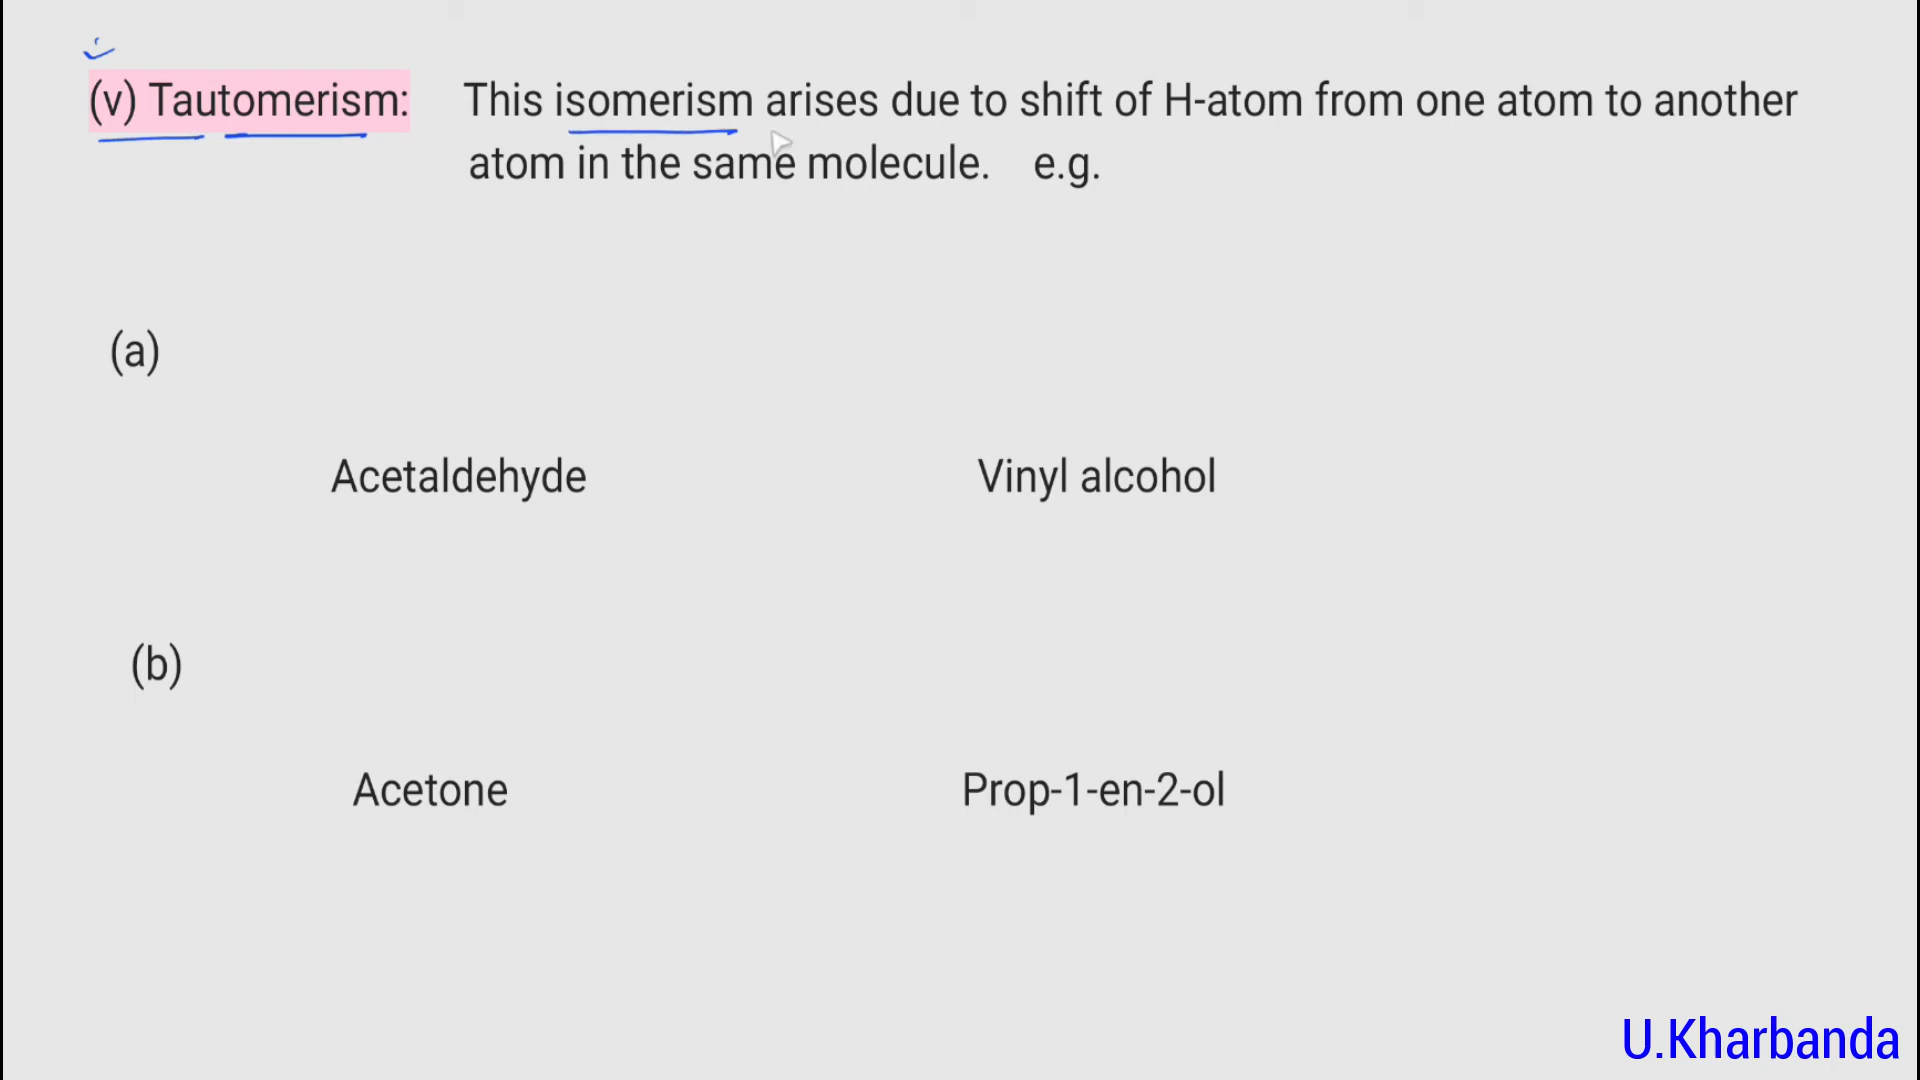 (v) Tautomerism: This isomerism arises due to shift of H-atom from one atom to another
atom in the same molecule. e.g.
(a)
Acetaldehyde Vinyl alcohol
(b)
Acetone Prop-1-en-2-ol
U.Kharbanda